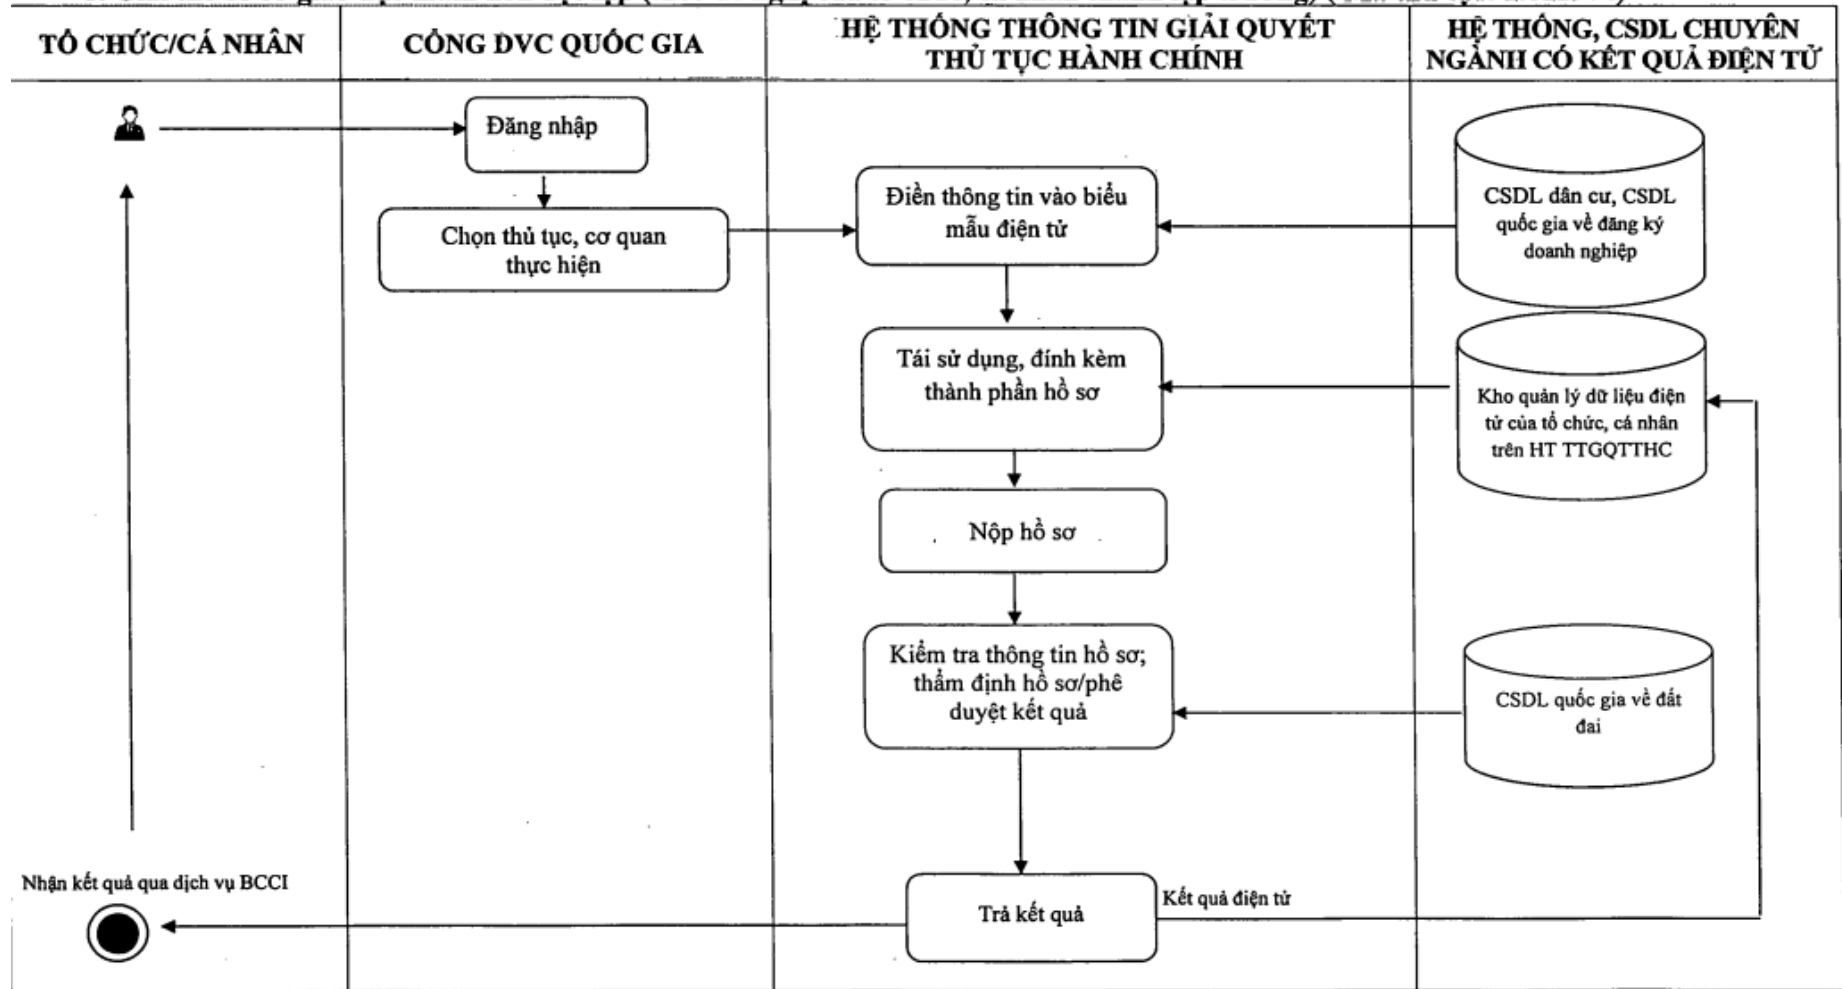 TỔ CHỨC/CÁ NHÂN
CỔNG DVC QUỐC GIA
HỆ THỐNG THÔNG TIN GIẢI QUYẾT
THỦ TỤC HÀNH CHÍNH
HỆ THỐNG, CSDL CHUYÊN
NGÀNH CÓ KẾT QUẢ ĐIỆN TỬ
Đăng nhập
Chọn thủ tục, cơ quan
thực hiện
Điền thông tin vào biểu
mẫu điện tử
CSDL dân cư, CSDL
quốc gia về đăng ký
doanh nghiệp
Tái sử dụng, đính kèm
thành phần hồ sơ
Kho quản lý dữ liệu điện
tử của tổ chức, cá nhân
trên HT TTGQTTHC
Nộp hồ sơ
Kiểm tra thông tin hồ sơ;
thẩm định hồ sơ/phê
duyệt kết quả
CSDL quốc gia về đất
đai
Nhận kết quả qua dịch vụ BCCI
Trả kết quả
Kết quả điện tử